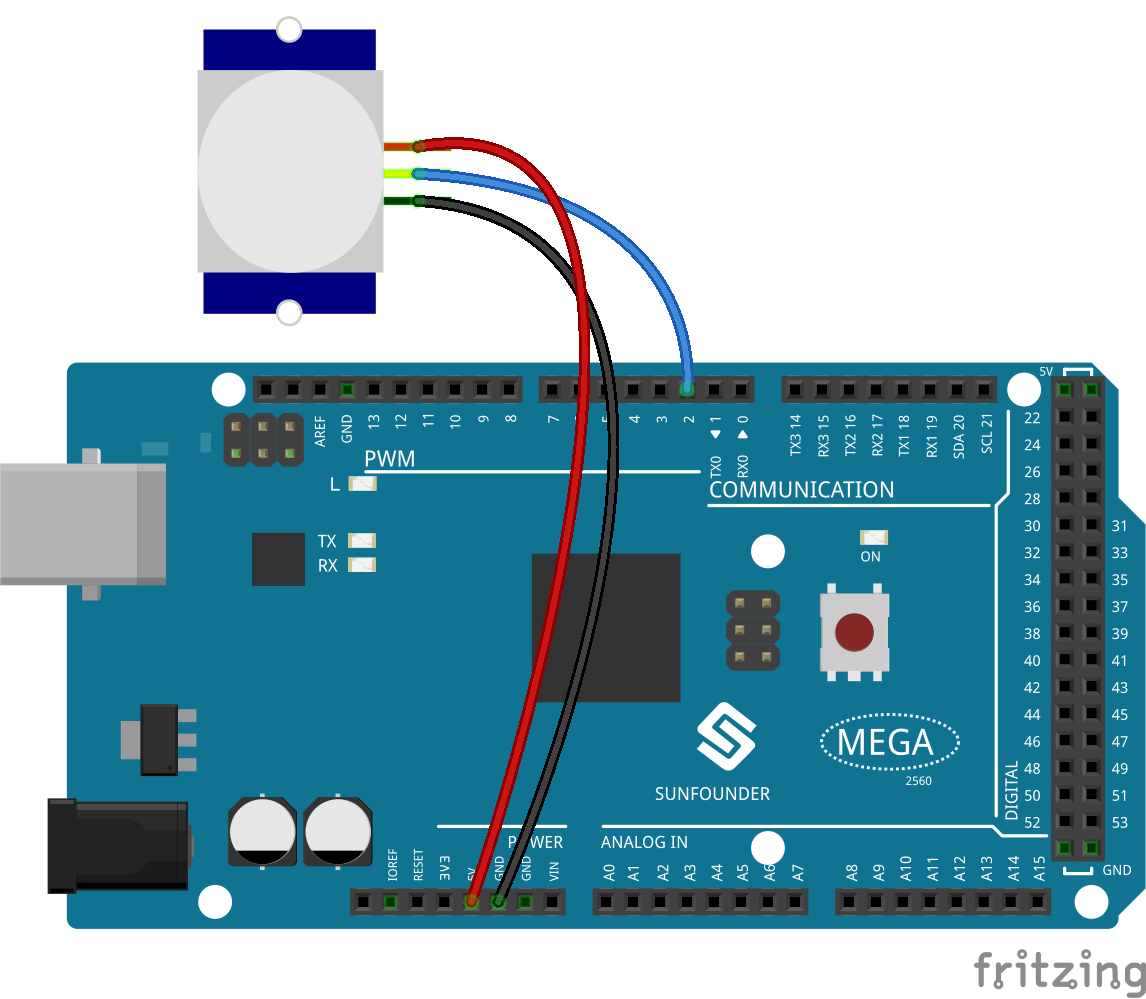 5V
AREF
GND
13
12
11
10
9
8
7
4
3
2
1
0
TX0
RX0
TX3 14
RX3 15
TX2 16
RX2 17
TX1 18
RX1 19
SDA 20
SCL 21
PWM
COMMUNICATION
L
TX
RX
ON
22
24
26
28
30 31
32 33
34 35
36 37
38 39
40 41
42 43
44 45
46 47
48 49
50 51
52 53
DIGITAL
MEGA
2560
SUNFOUNDER
POWER
ANALOG IN
IOREF
RESET
3V3
5V
GND
GND
VIN
A0
A1
A2
A3
A4
A5
A6
A7
A8
A9
A10
A11
A12
A13
A14
A15
GND
fritzing